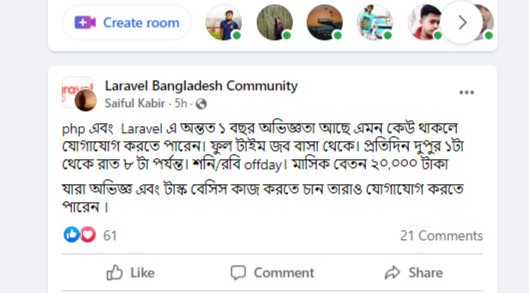 Create room
Laravel Bangladesh Community
Saiful Kabir · 5h ·
php এবং Laravel এ অন্তত ১ বছর অভিজ্ঞতা আছে এমন কেউ থাকলে
যোগাযোগ করতে পারেন। ফুল টাইম জব বাসা থেকে। প্রতিদিন দুপুর ১টা
থেকে রাত ৮ টা পর্যন্ত। শনি/রবি offday। মাসিক বেতন ২০,০০০ টাকা
যারা অভিজ্ঞ এবং টাস্ক বেসিস কাজ করতে চান তারাও যোগাযোগ করতে
পারেন ।
61
21 Comments
Like
Comment
Share